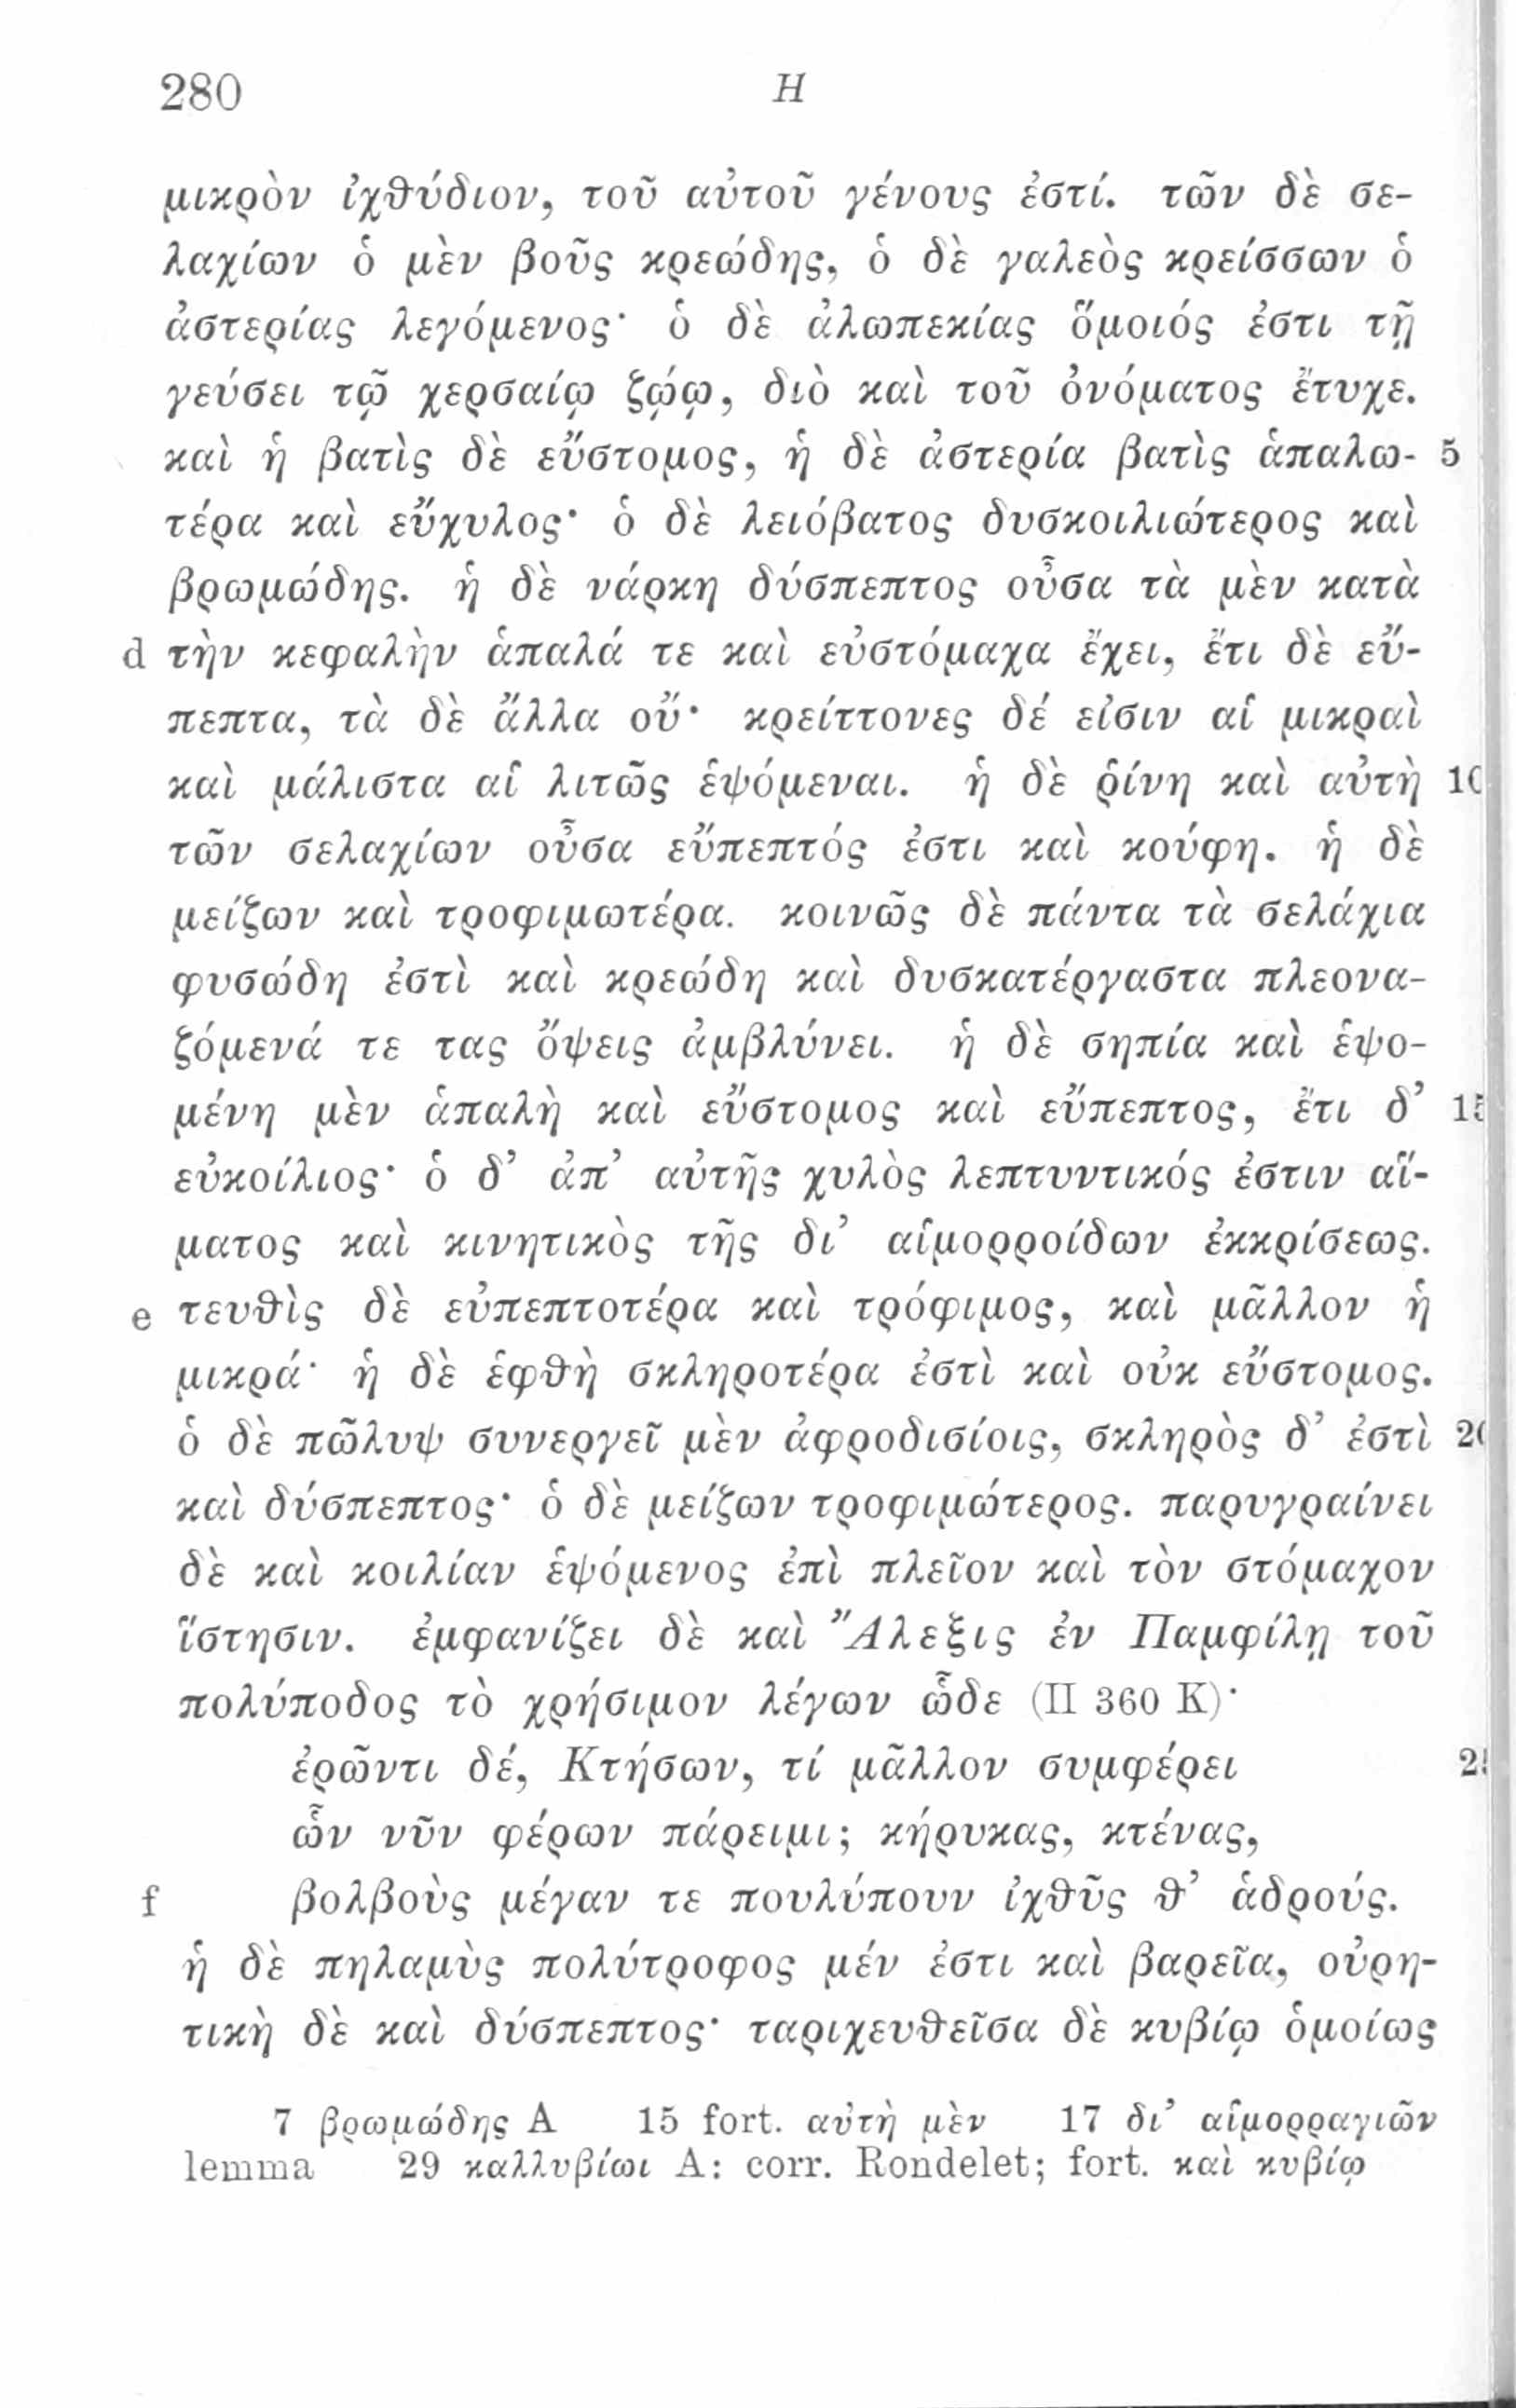 280 H
μικρὸν ἰχθύδιον, τοῦ αὐτοῦ γένους ἐστί. τῶν δὲ σε-
λαχίων ὁ μὲν βοῦς κρεώδης, ὁ δὲ γαλεὸς κρείσσων ὁ
ἀστερίας λεγόμενος· ὁ δὲ ἀλωπεκίας ὅμοιός ἐστι τῇ
γεύσει τῷ χερσαίῳ ζῴῳ, διὸ καὶ τοῦ ὀνόματος ἔτυχε.
καὶ ἡ βατὶς δὲ εὔστομος, ἡ δὲ ἀστερία βατὶς ἁπαλω- 5
τέρα καὶ εὔχυλος· ὁ δὲ λειόβατος δυσκοιλιώτερος καὶ
βρωμώδης. ἡ δὲ νάρκη δύσπεπτος οὖσα τὰ μὲν κατὰ
d τὴν κεφαλὴν ἁπαλά τε καὶ εὐστόμαχα ἔχει, ἔτι δὲ εὔ-
πεπτα, τὰ δὲ ἄλλα οὔ· κρείττονες δέ εἰσιν αἱ μικραὶ
καὶ μάλιστα αἱ λιτῶς ἑψόμεναι. ἡ δὲ ῥίνη καὶ αὐτὴ 10
τῶν σελαχίων οὖσα εὔπεπτός ἐστι καὶ κούφη. ἡ δὲ
μείζων καὶ τροφιμωτέρα. κοινῶς δὲ πάντα τὰ σελάχια
φυσώδη ἐστὶ καὶ κρεώδη καὶ δυσκατέργαστα πλεονα-
ζόμενά τε τας ὄψεις ἀμβλύνει. ἡ δὲ σηπία καὶ ἑψο-
μένη μὲν ἁπαλὴ καὶ εὔστομος καὶ εὔπεπτος, ἔτι δ’ 15
εὐκοίλιος· ὁ δ’ ἀπ’ αὐτῆς χυλὸς λεπτυντικός ἐστιν αἵ-
ματος καὶ κινητικὸς τῆς δι’ αἱμορροίδων ἐκκρίσεως.
e τευθὶς δὲ εὐπεπτοτέρα καὶ τρόφιμος, καὶ μᾶλλον ἡ
μικρά· ἡ δὲ ἑφθὴ σκληροτέρα ἐστὶ καὶ οὐκ εὔστομος.
ὁ δὲ πῶλυψ συνεργεῖ μὲν ἀφροδισίοις, σκληρὸς δ’ ἐστὶ 20
καὶ δύσπεπτος· ὁ δὲ μείζων τροφιμώτερος. παρυγραίνει
δὲ καὶ κοιλίαν ἑψόμενος ἐπὶ πλεῖον καὶ τὸν στόμαχον
ἵστησιν. ἐμφανίζει δὲ καὶ Ἄλεξις ἐν Παμφίλῃ τοῦ
πολύποδος τὸ χρήσιμον λέγων ὧδε (II 360 K)·
ἐρῶντι δέ, Κτήσων, τί μᾶλλον συμφέρει 25
ὧν νῦν φέρων πάρειμι; κήρυκας, κτένας,
f βολβοὺς μέγαν τε πουλύπουν ἰχθῦς θ’ ἁδρούς.
ἡ δὲ πηλαμὺς πολύτροφος μέν ἐστι καὶ βαρεῖα, οὐρη-
τικὴ δὲ καὶ δύσπεπτος· ταριχευθεῖσα δὲ κυβίῳ ὁμοίως
7 βρωμώδης A 15 fort. αὐτὴ μὲν 17 δι’ αἱμορραγιῶν
lemma 29 καλλυβίωι A: corr. Rondelet; fort. καὶ κυβίῳ